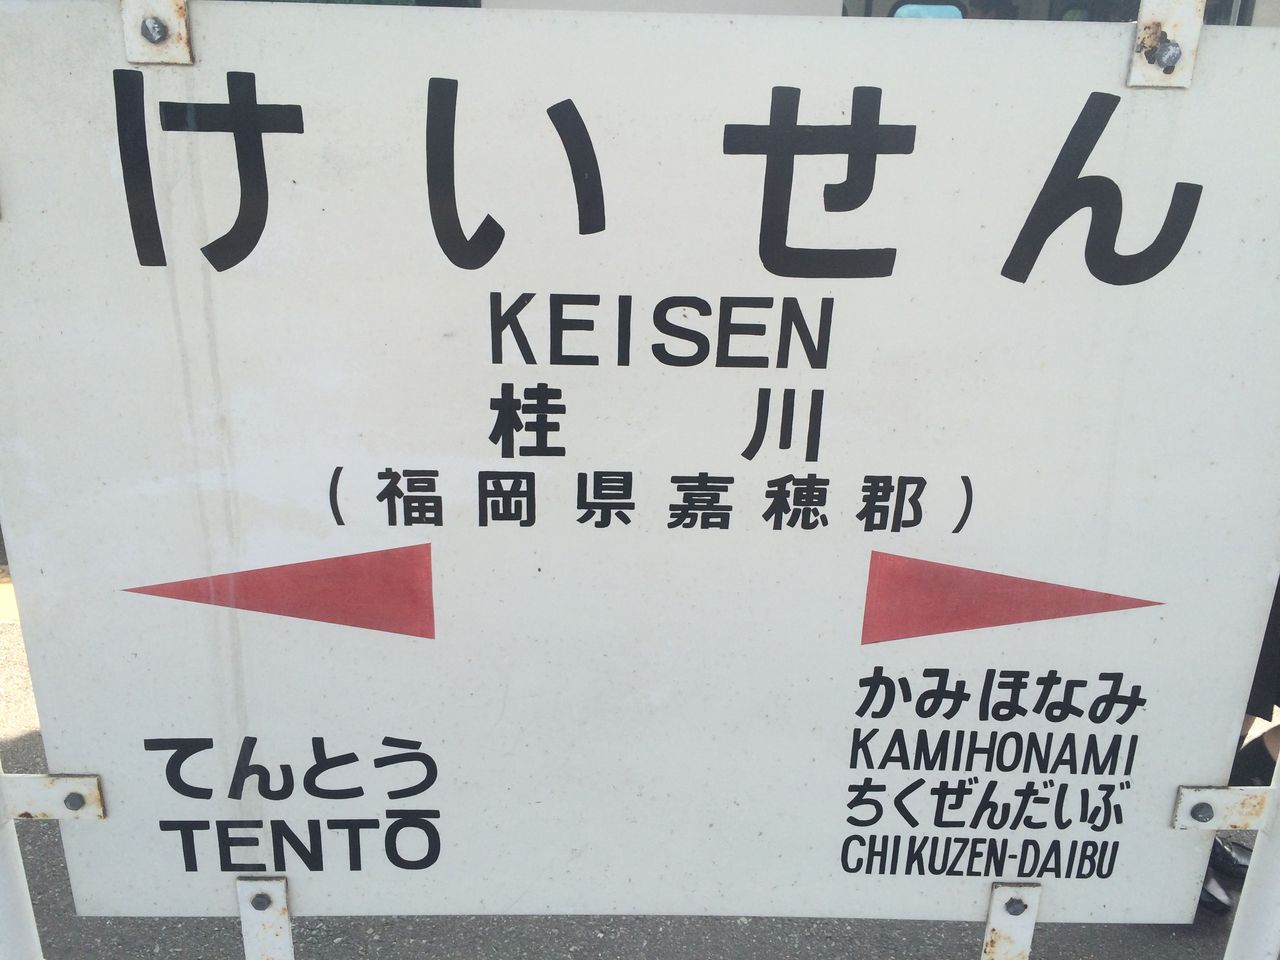 けいせん
KEISEN
桂川
(福岡県嘉穂郡)
てんとう
TENTŌ
かみほなみ
KAMIHONAMI
ちくぜんだいぶ
CHIKUZEN-DAIBU